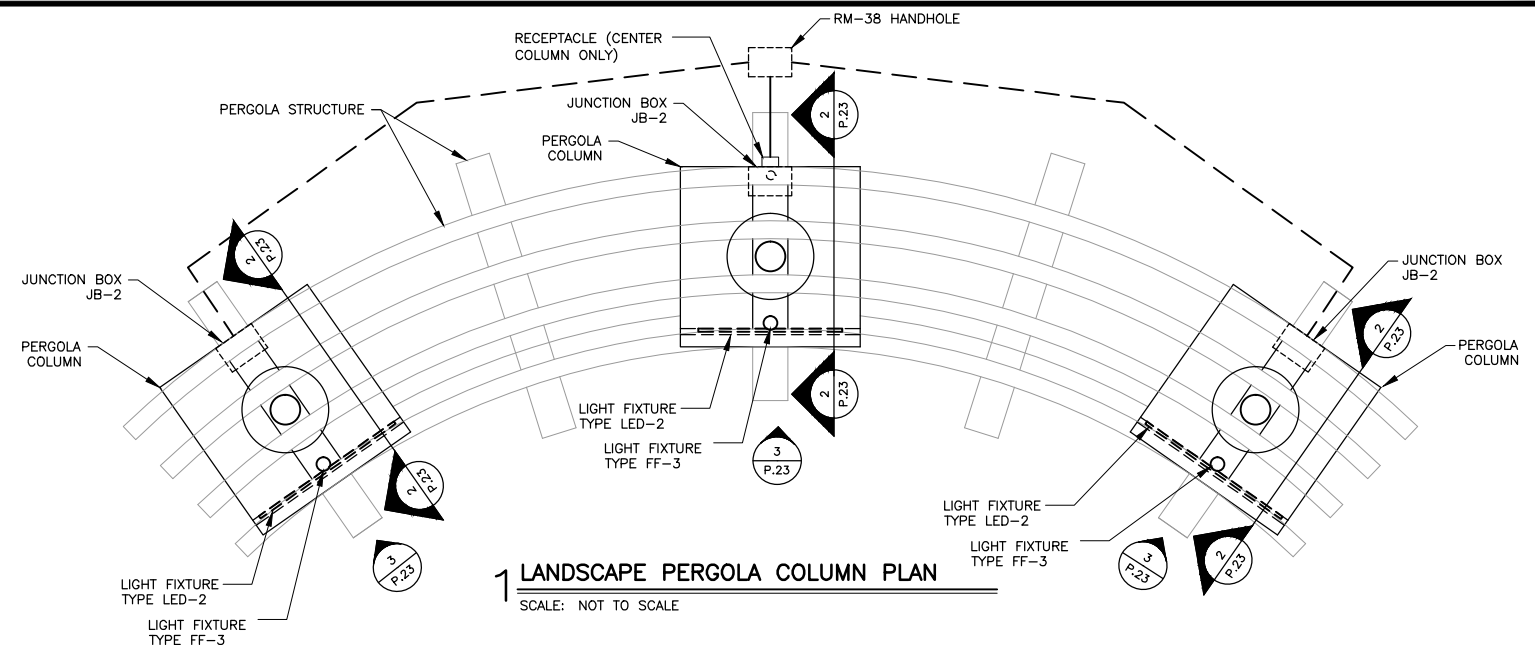 RM-38 HANDHOLE
RECEPTACLE (CENTER
COLUMN ONLY)
PERGOLA STRUCTURE
JUNCTION BOX
JB-2
PERGOLA
COLUMN
2
P.23
2
P.23
JUNCTION BOX
JB-2
PERGOLA
COLUMN
JUNCTION BOX
JB-2
2
P.23
PERGOLA
COLUMN
LIGHT FIXTURE
TYPE LED-2
2
P.23
LIGHT FIXTURE
TYPE FF-3
3
P.23
2
P.23
LIGHT FIXTURE
TYPE LED-2
LIGHT FIXTURE
TYPE FF-3
3
P.23
2
P.23
3
P.23
LIGHT FIXTURE
TYPE LED-2
LIGHT FIXTURE
TYPE FF-3
1 LANDSCAPE PERGOLA COLUMN PLAN
SCALE: NOT TO SCALE